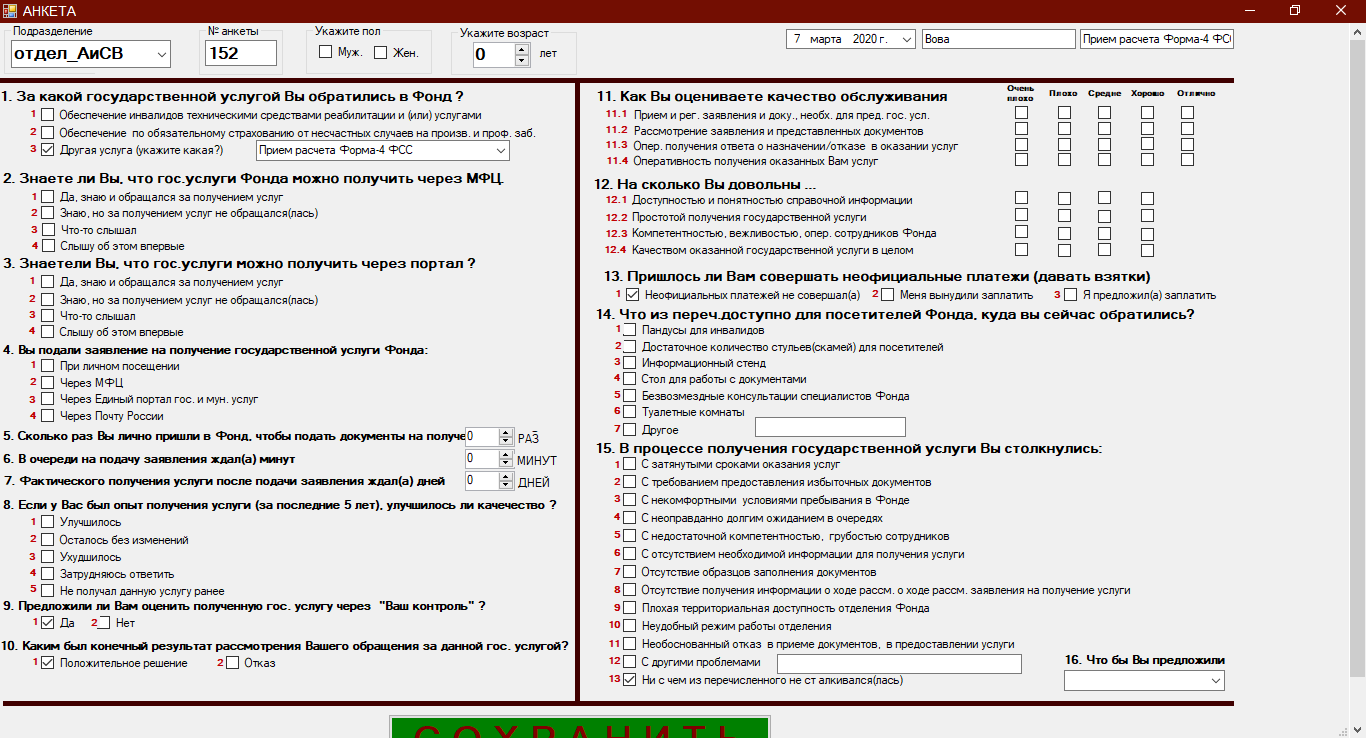 АНКЕТА
Подразделение
отдел_АиСВ
№ анкеты
152
Укажите пол
Муж. Жен.
Укажите возраст
0 лет
7 марта 2020 г.
Вова
Прием расчета Форма-4 ФСС
1. За какой государственной услугой Вы обратились в Фонд ?
1 Обеспечение инвалидов техническими средствами реабилитации и (или) услугами
2 Обеспечение по обязательному страхованию от несчастных случаев на произв. и проф. заб.
3 Другая услуга (укажите какая?) Прием расчета Форма-4 ФСС
2. Знаете ли Вы, что гос.услуги Фонда можно получить через МФЦ.
1 Да, знаю и обращался за получением услуг
2 Знаю, но за получением услуг не обращался(лась)
3 Что-то слышал
4 Слышу об этом впервые
3. Знаетели Вы, что гос.услуги можно получить через портал ?
1 Да, знаю и обращался за получением услуг
2 Знаю, но за получением услуг не обращался(лась)
3 Что-то слышал
4 Слышу об этом впервые
4. Вы подали заявление на получение государственной услуги Фонда:
1 При личном посещении
2 Через МФЦ
3 Через Единый портал гос. и мун. услуг
4 Через Почту России
5. Сколько раз Вы лично пришли в Фонд, чтобы подать документы на получе 0 РАЗ
6. В очереди на подачу заявления ждал(а) минут 0 МИНУТ
7. Фактического получения услуги после подачи заявления ждал(а) дней 0 ДНЕЙ
8. Если у Вас был опыт получения услуги (за последние 5 лет), улучшилось ли качечество ?
1 Улучшилось
2 Осталось без изменений
3 Ухудшилось
4 Затрудняюсь ответить
5 Не получал данную услугу ранее
9. Предложили ли Вам оценить полученную гос. услугу через "Ваш контроль" ?
1 Да 2 Нет
10. Каким был конечный результат рассмотрения Вашего обращения за данной гос. услугой?
1 Положительное решение 2 Отказ
11. Как Вы оцениваете качество обслуживания
Очень плохо Плохо Средне Хорошо Отлично
11.1 Прием и рег. заявления и доку., необх. для пред. гос. усл.
11.2 Рассмотрение заявления и представленных документов
11.3 Опер. получения ответа о назначении/отказе в оказании услуг
11.4 Оперативность получения оказанных Вам услуг
12. На сколько Вы довольны ...
12.1 Доступностью и понятностью справочной информации
12.2 Простотой получения государственной услуги
12.3 Компетентностью, вежливостью, опер. сотрудников Фонда
12.4 Качеством оказанной государственной услуги в целом
13. Пришлось ли Вам совершать неофициальные платежи (давать взятки)
1 Неофициальных платежей не совершал(а) 2 Меня вынудили заплатить 3 Я предложил(а) заплатить
14. Что из переч.доступно для посетителей Фонда, куда вы сейчас обратились?
1 Пандусы для инвалидов
2 Достаточное количество стульев(скамей) для посетителей
3 Информационный стенд
4 Стол для работы с документами
5 Безвозмездные консультации специалистов Фонда
6 Туалетные комнаты
7 Другое
15. В процессе получения государственной услуги Вы столкнулись:
1 С затянутыми сроками оказания услуг
2 С требованием предоставления избыточных документов
3 С некомфортными условиями пребывания в Фонде
4 С неоправданно долгим ожиданием в очередях
5 С недостаточной компетентностью, грубостью сотрудников
6 С отсутствием необходимой информации для получения услуги
7 Отсутствие образцов заполнения документов
8 Отсутствие получения информации о ходе рассм. о ходе рассм. заявления на получение услугу
9 Плохая территориальная доступность отделения Фонда
10 Неудобный режим работы отделения
11 Необоснованный отказ в приеме документов, в предоставлении услуги
12 С другими проблемами
13 Ни с чем из перечисленного не ст алкивался(лась)
16. Что бы Вы предложили
СОХРАНИТЬ